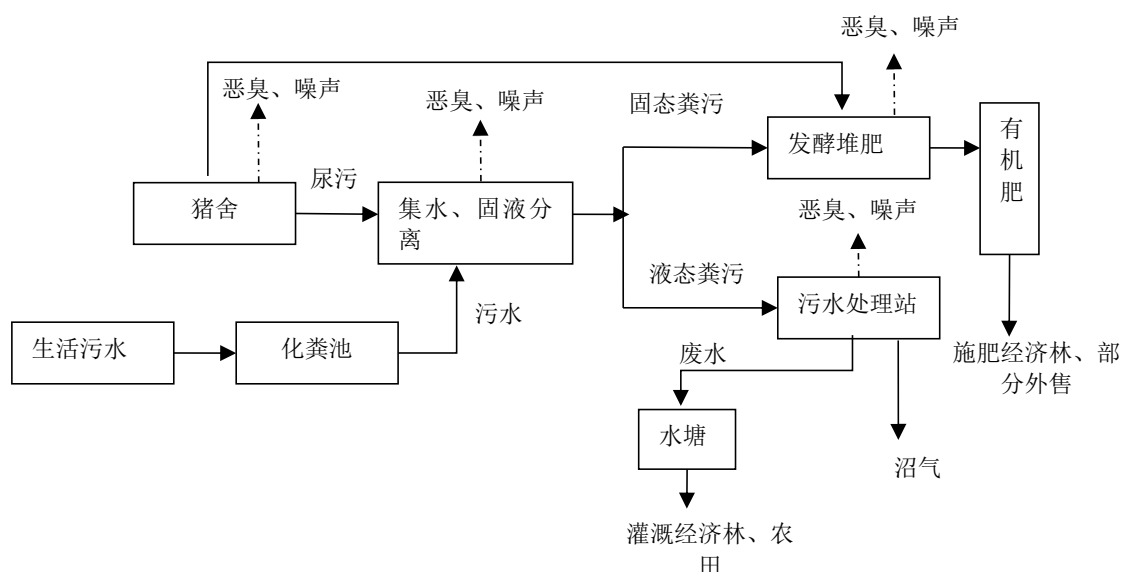 恶臭、噪声
恶臭、噪声
恶臭、噪声
固态粪污
发酵堆肥
有
机
肥
尿污
猪舍
集水、固液分
离
恶臭、噪声
液态粪污
污水处理站
污水
生活污水
化粪池
废水
施肥经济林、部
分外售
水塘
沼气
灌溉经济林、农
田